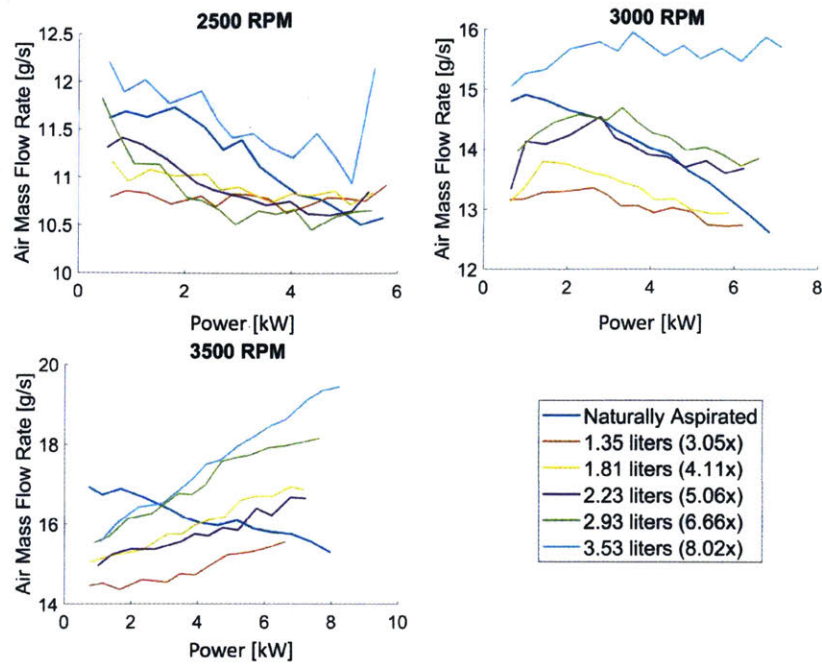 2500 RPM
Air Mass Flow Rate [g/s]
12.5
12
11.5
11
10.5
10
0 2 4 6
Power [kW]
3000 RPM
Air Mass Flow Rate [g/s]
16
15
14
13
12
0 2 4 6 8
Power [kW]
3500 RPM
Air Mass Flow Rate [g/s]
20
18
16
14
0 2 4 6 8 10
Power [kW]
Naturally Aspirated
1.35 liters (3.05x)
1.81 liters (4.11x)
2.23 liters (5.06x)
2.93 liters (6.66x)
3.53 liters (8.02x)